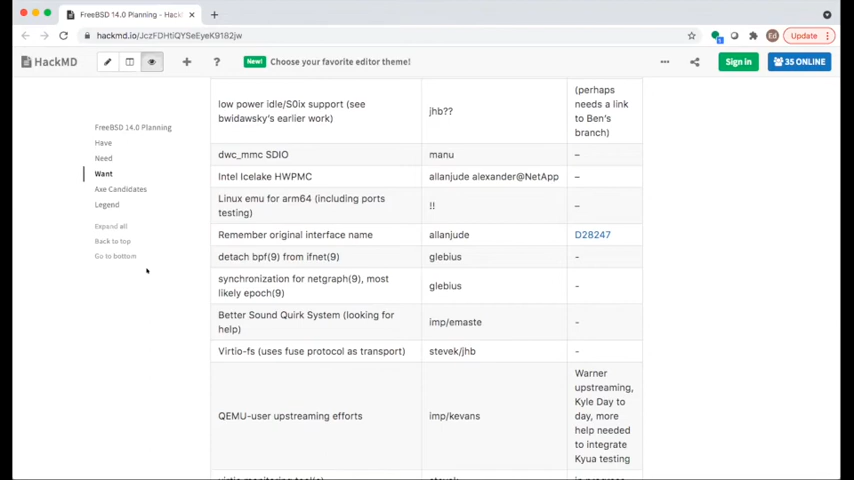 FreeBSD 14.0 Planning - HackM
hackmd.io/JczFDHtiQYSeEyeK9182jw
Ed
Update
HackMD
New! Choose your favorite editor theme!
Sign in
35 ONLINE
FreeBSD 14.0 Planning
Have
Need
Want
Axe Candidates
Legend
Expand all
Back to top
Go to bottom
low power idle/S0ix support (see
bwidawsky's earlier work)
jhb??
(perhaps
needs a link
to Ben's
branch)
dwc_mmc SDIO
manu
–
Intel Icelake HWPMC
allanjude alexander@NetApp
–
Linux emu for arm64 (including ports
testing)
!!
–
Remember original interface name
allanjude
D28247
detach bpf(9) from ifnet(9)
glebius
-
synchronization for netgraph(9), most
likely epoch(9)
glebius
-
Better Sound Quirk System (looking for
help)
imp/emaste
-
Virtio-fs (uses fuse protocol as transport)
stevek/jhb
-
QEMU-user upstreaming efforts
imp/kevans
Warner
upstreaming,
Kyle Day to
day, more
help needed
to integrate
Kyua testing